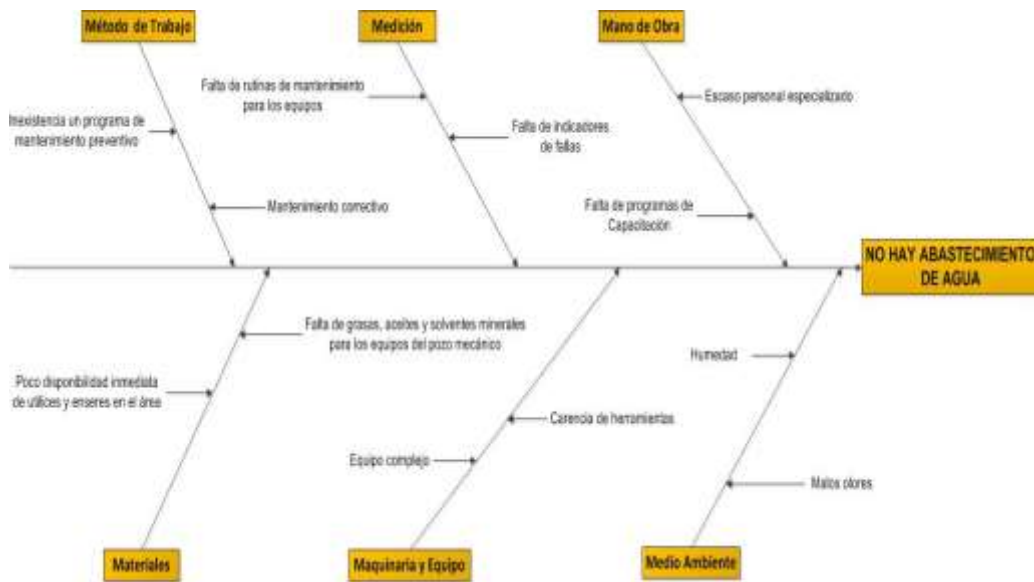 Método de Trabajo
Medición
Mano de Obra
Falta de rutinas de mantenimiento
para los equipos
Escaso personal especializado
Inexistencia un programa de
mantenimiento preventivo
Falta de indicadores
de fallas
Mantenimiento correctivo
Falta de programas de
Capacitación
NO HAY ABASTECIMIENTO
DE AGUA
Falta de grasas, aceites y solventes minerales
para los equipos del pozo mecánico
Humedad
Poco disponibilidad inmediata
de utilices y enseres en el área
Carencia de herramientas
Equipo complejo
Malos olores
Materiales
Maquinaria y Equipo
Medio Ambiente